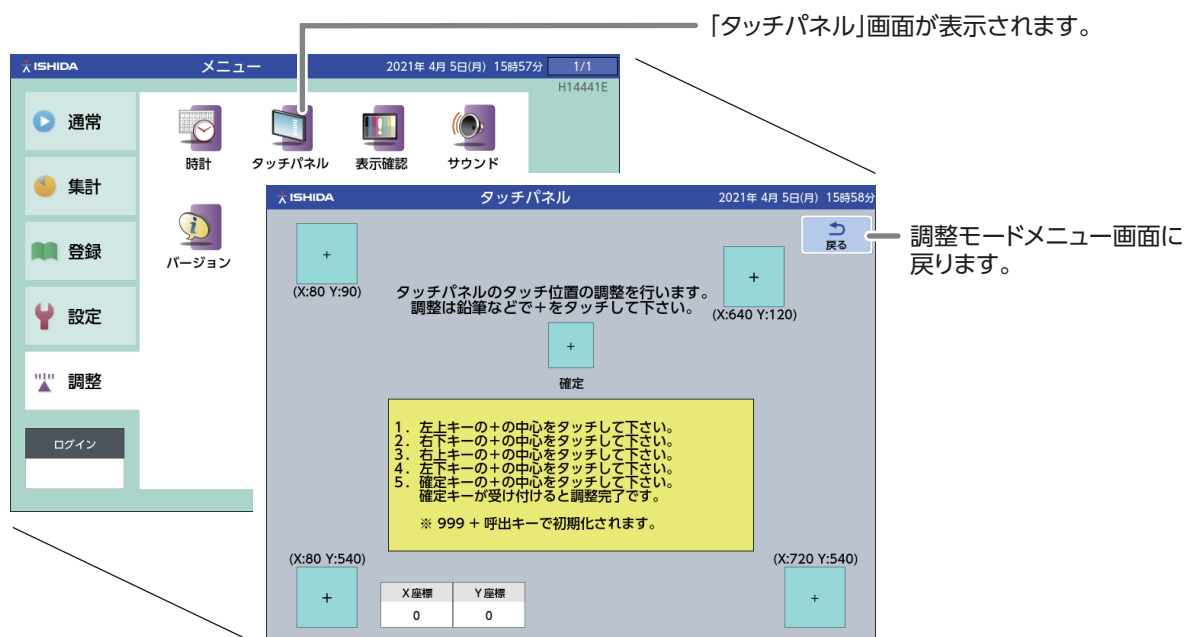 「タッチパネル」画面が表示されます。
ISHIDA メニュー 2021年 4月 5日(月) 15時57分 1/1
H14441E
通常
集計
登録
設定
調整
ログイン
時計 タッチパネル 表示確認 サウンド
バージョン
ISHIDA タッチパネル 2021年 4月 5日(月) 15時58分
戻る
調整モードメニュー画面に
戻ります。
+
(X:80 Y:90)
+
(X:640 Y:120)
タッチパネルのタッチ位置の調整を行います。
調整は鉛筆などで+をタッチして下さい。
+
確定
1. 左上キーの+の中心をタッチして下さい。
2. 右下キーの+の中心をタッチして下さい。
3. 右上キーの+の中心をタッチして下さい。
4. 左下キーの+の中心をタッチして下さい。
5. 確定キーの+の中心をタッチして下さい。
確定キーが受け付けると調整完了です。
※ 999 + 呼出キーで初期化されます。
(X:80 Y:540)
+
X座標 Y座標
0 0
(X:720 Y:540)
+